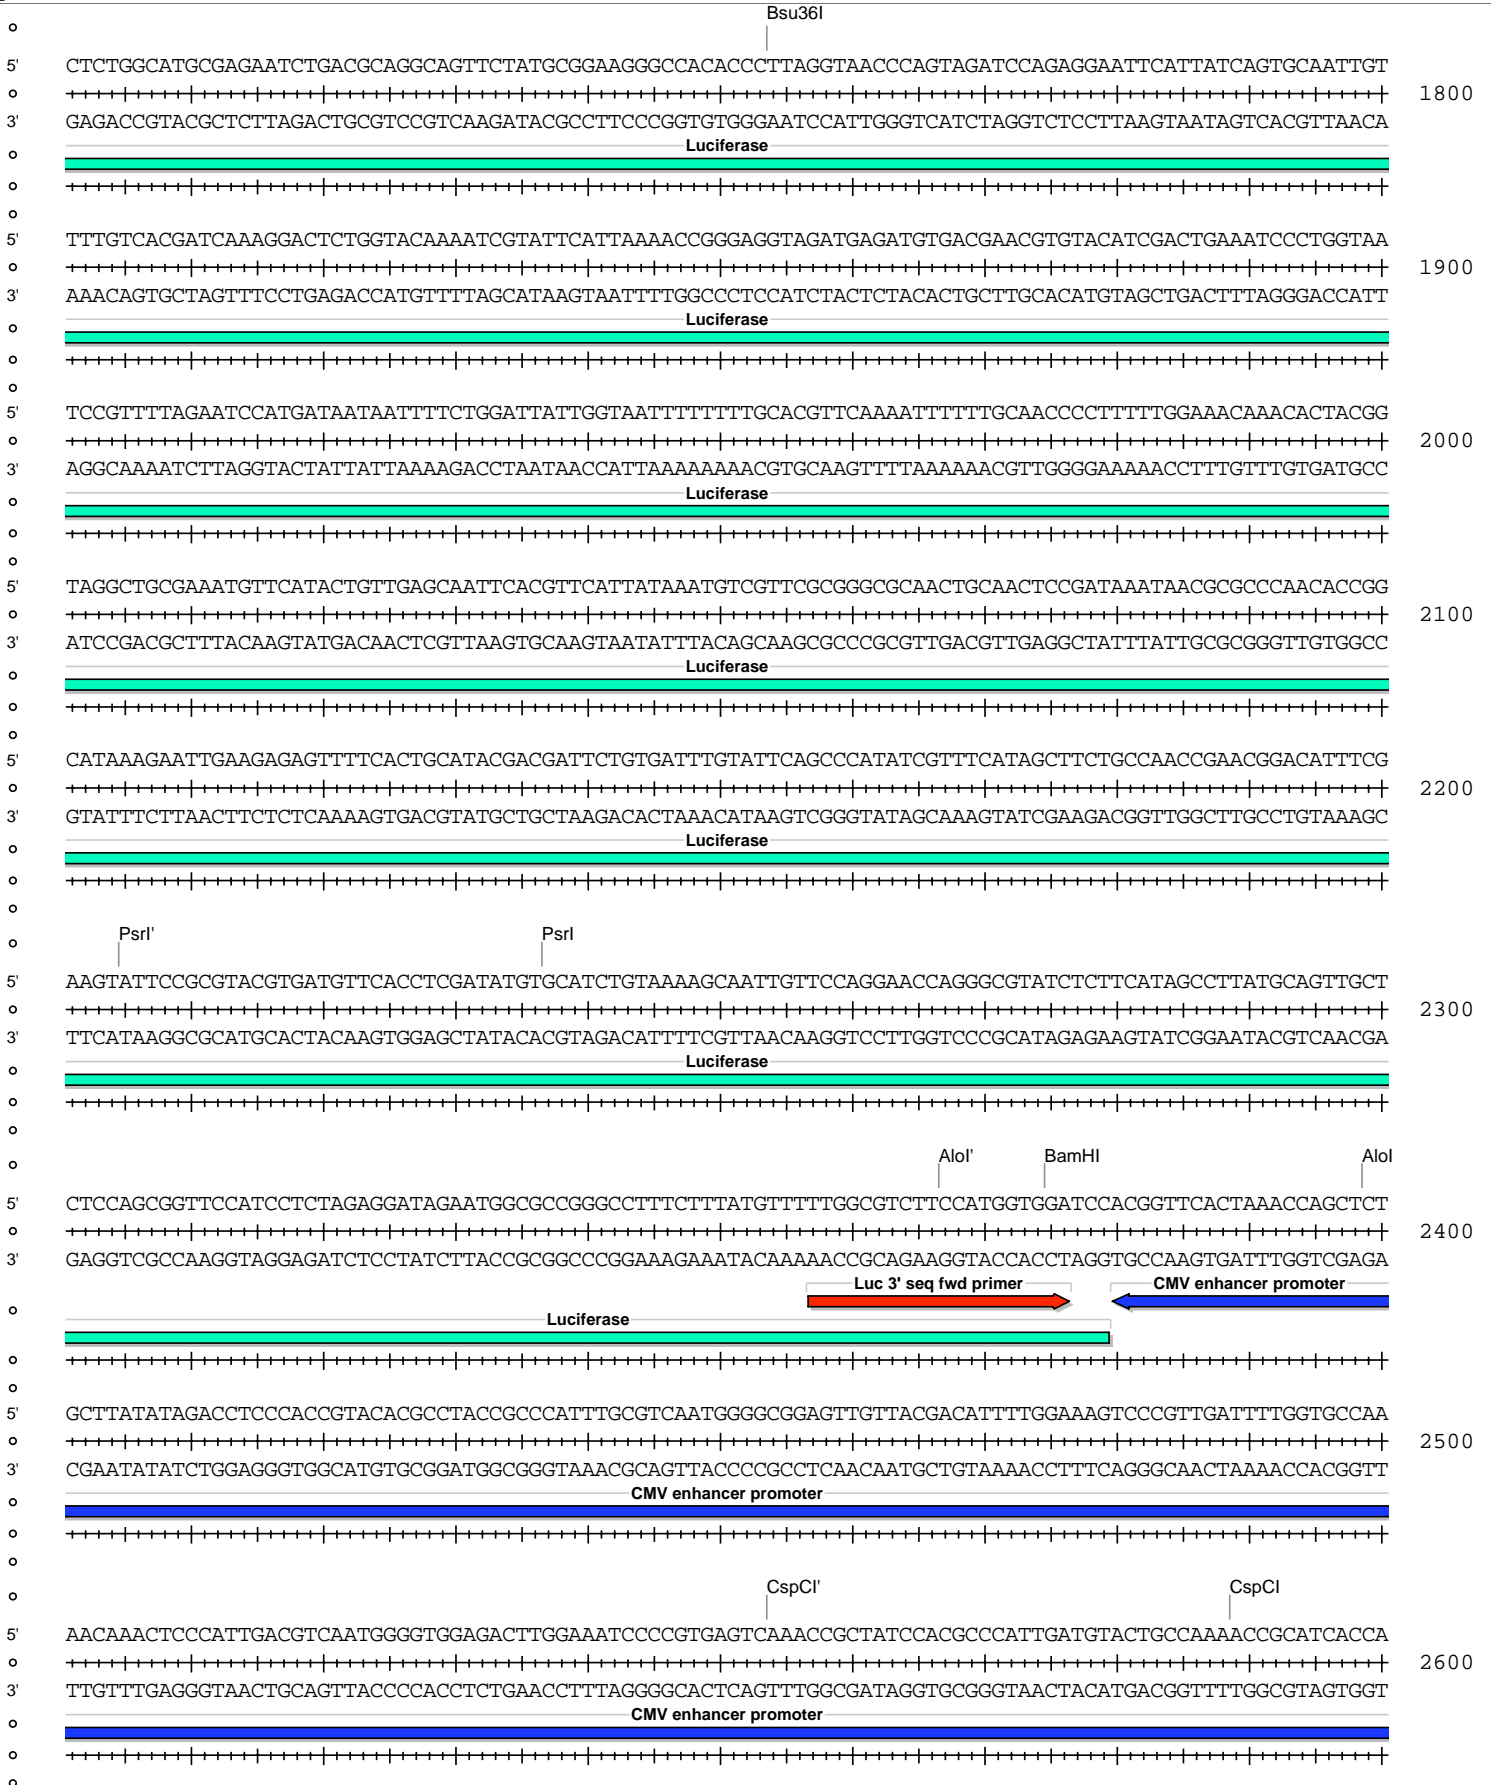 Bsu36I
5' CTCTGGCATGCGAGAATCTGACGCAGGCAGTTCTATGCGGAAGGGCCACACCCTTAGGTAACCCAGTAGATCCAGAGGAATTCATTATCAGTGCAATTGT
1800
3' GAGACCGTACGCTCTTAGACTGCGTCCGTCAAGATACGCCTTCCCGGTGTGGGAATCCATTGGGTCATCTAGGTCTCCTTAAGTAATAGTCACGTTAACA
Luciferase
5' TTTGTCACGATCAAAGGACTCTGGTACAAAATCGTATTCATTAAAACCGGGAGGTAGATGAGATGTGACGAACGTGTACATCGACTGAAATCCCTGGTAA
1900
3' AAACAGTGCTAGTTTCCTGAGACCATGTTTTAGCATAAGTAATTTTGGCCCTCCATCTACTCTACACTGCTTGCACATGTAGCTGACTTTAGGGACCATT
Luciferase
5' TCCGTTTTAGAATCCATGATAATAATTTTCTGGATTATTGGTAATTTTTTTTGCACGTTCAAAATTTTTTGCAACCCCTTTTTGGAAACAAACACTACGG
2000
3' AGGCAAAATCTTAGGTACTATTATTAAAAGACCTAATAACCATTAAAAAAAACGTGCAAGTTTTAAAAAACGTTGGGGAAAAACCTTTGTTTGTGATGCC
Luciferase
5' TAGGCTGCGAAATGTTCATACTGTTGAGCAATTCACGTTCATTATAAATGTCGTTCGCGGGCGCAACTGCAACTCCGATAAATAACGCGCCCAACACCGG
2100
3' ATCCGACGCTTTACAAGTATGACAACTCGTTAAGTGCAAGTAATATTTACAGCAAGCGCCCGCGTTGACGTTGAGGCTATTTATTGCGCGGGTTGTGGCC
Luciferase
5' CATAAAGAATTGAAGAGAGTTTTCACTGCATACGACGATTCTGTGATTTGTATTCAGCCCATATCGTTTCATAGCTTCTGCCAACCGAACGGACATTTCG
2200
3' GTATTTCTTAACTTCTCTCAAAAGTGACGTATGCTGCTAAGACACTAAACATAAGTCGGGTATAGCAAAGTATCGAAGACGGTTGGCTTGCCTGTAAAGC
Luciferase
PsrI' PsrI
5' AAGTATTCCGCGTACGTGATGTTCACCTCGATATGTGCATCTGTAAAAGCAATTGTTCCAGGAACCAGGGCGTATCTCTTCATAGCCTTATGCAGTTGCT
2300
3' TTCATAAGGCGCATGCACTACAAGTGGAGCTATACACGTAGACATTTTCGTTAACAAGGTCCTTGGTCCCGCATAGAGAAGTATCGGAATACGTCAACGA
Luciferase
AloI' BamHI AloI
5' CTCCAGCGGTTCCATCCTCTAGAGGATAGAATGGCGCCGGGCCTTTCTTTATGTTTTTGGCGTCTTCCATGGTGGATCCACGGTTCACTAAACCAGCTCT
2400
3' GAGGTCGCCAAGGTAGGAGATCTCCTATCTTACCGCGGCCCGGAAAGAAATACAAAAACCGCAGAAGGTACCACCTAGGTGCCAAGTGATTTGGTCGAGA
Luc 3' seq fwd primer CMV enhancer promoter
Luciferase
5' GCTTATATAGACCTCCCACCGTACACGCCTACCGCCCATTTGCGTCAATGGGGCGGAGTTGTTACGACATTTTGGAAAGTCCCGTTGATTTTGGTGCCAA
2500
3' CGAATATATCTGGAGGGTGGCATGTGCGGATGGCGGGTAAACGCAGTTACCCCGCCTCAACAATGCTGTAAAACCTTTCAGGGCAACTAAAACCACGGTT
CMV enhancer promoter
CspCI' CspCI
5' AACAAACTCCCATTGACGTCAATGGGGTGGAGACTTGGAAATCCCCGTGAGTCAAACCGCTATCCACGCCCATTGATGTACTGCCAAAACCGCATCACCA
2600
3' TTGTTTGAGGGTAACTGCAGTTACCCCACCTCTGAACCTTTAGGGGCACTCAGTTTGGCGATAGGTGCGGGTAACTACATGACGGTTTTGGCGTAGTGGT
CMV enhancer promoter